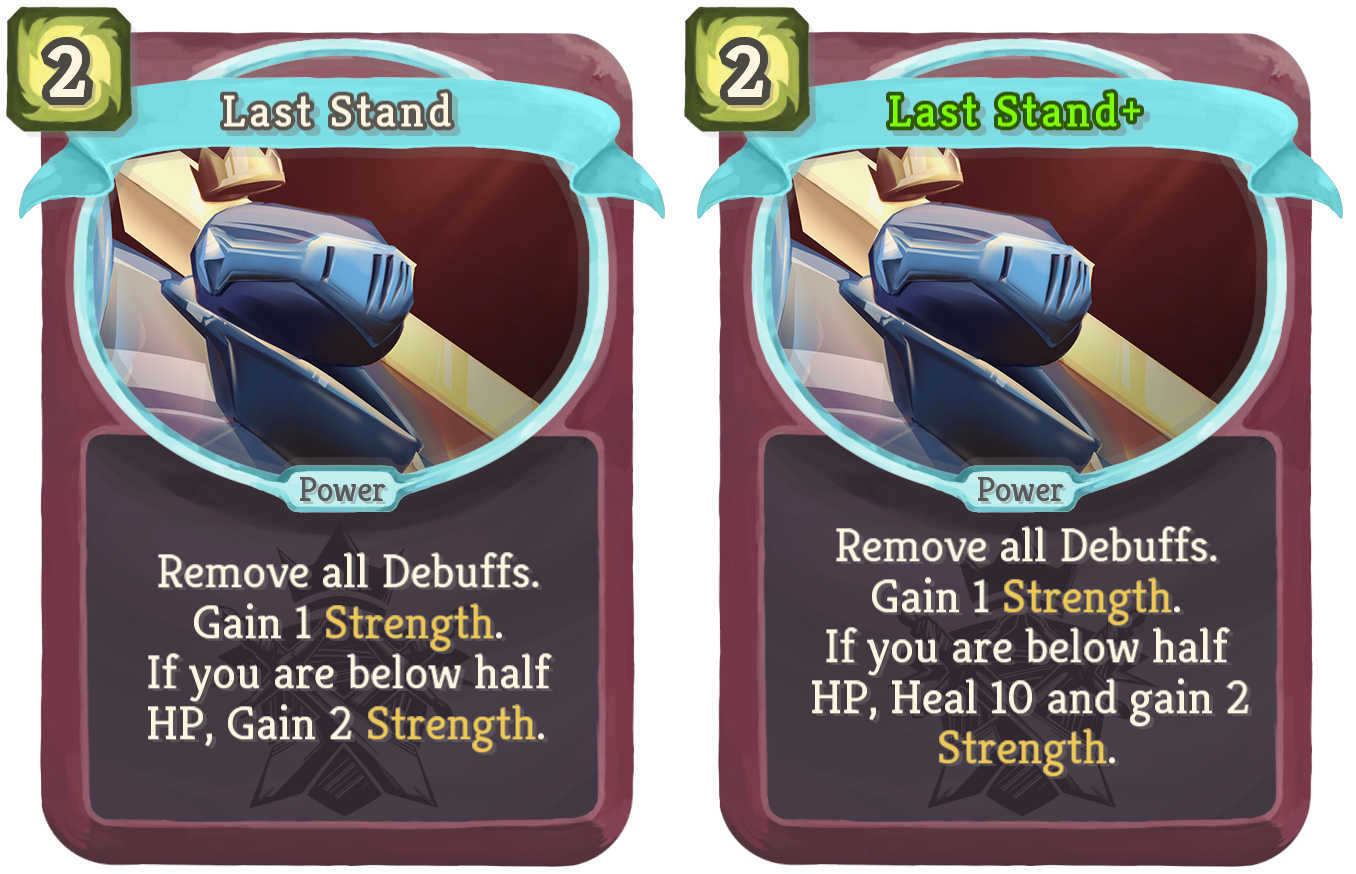 2
Last Stand
Power
Remove all Debuffs.
Gain 1 Strength.
If you are below half
HP, Gain 2 Strength.
2
Last Stand+
Power
Remove all Debuffs.
Gain 1 Strength.
If you are below half
HP, Heal 10 and gain 2
Strength.